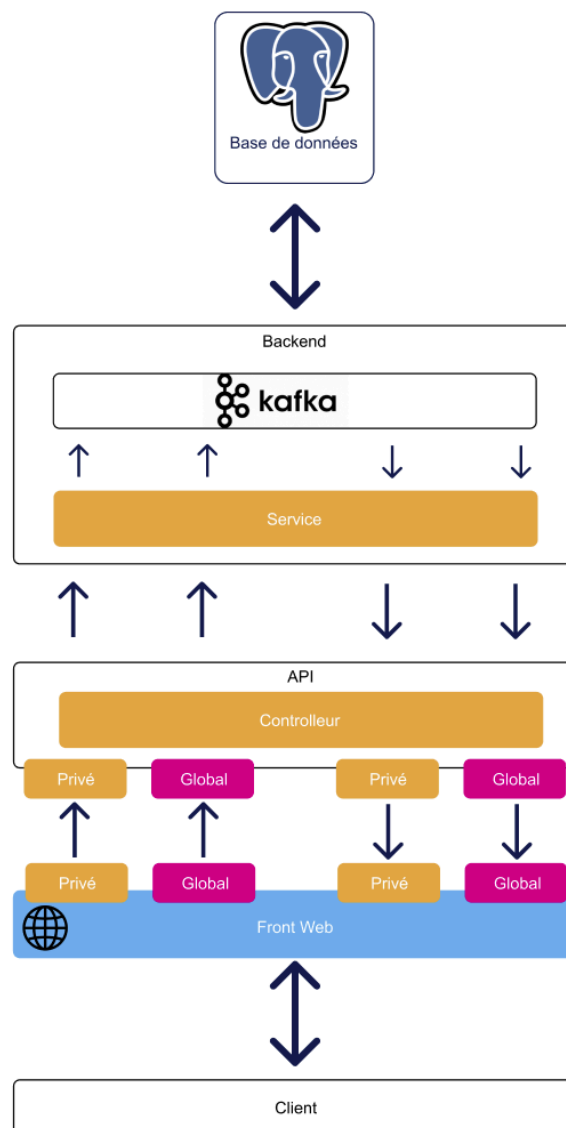 Base de données
Backend
kafka
Service
API
Controlleur
Privé
Global
Privé
Global
Privé
Global
Privé
Global
Front Web
Client